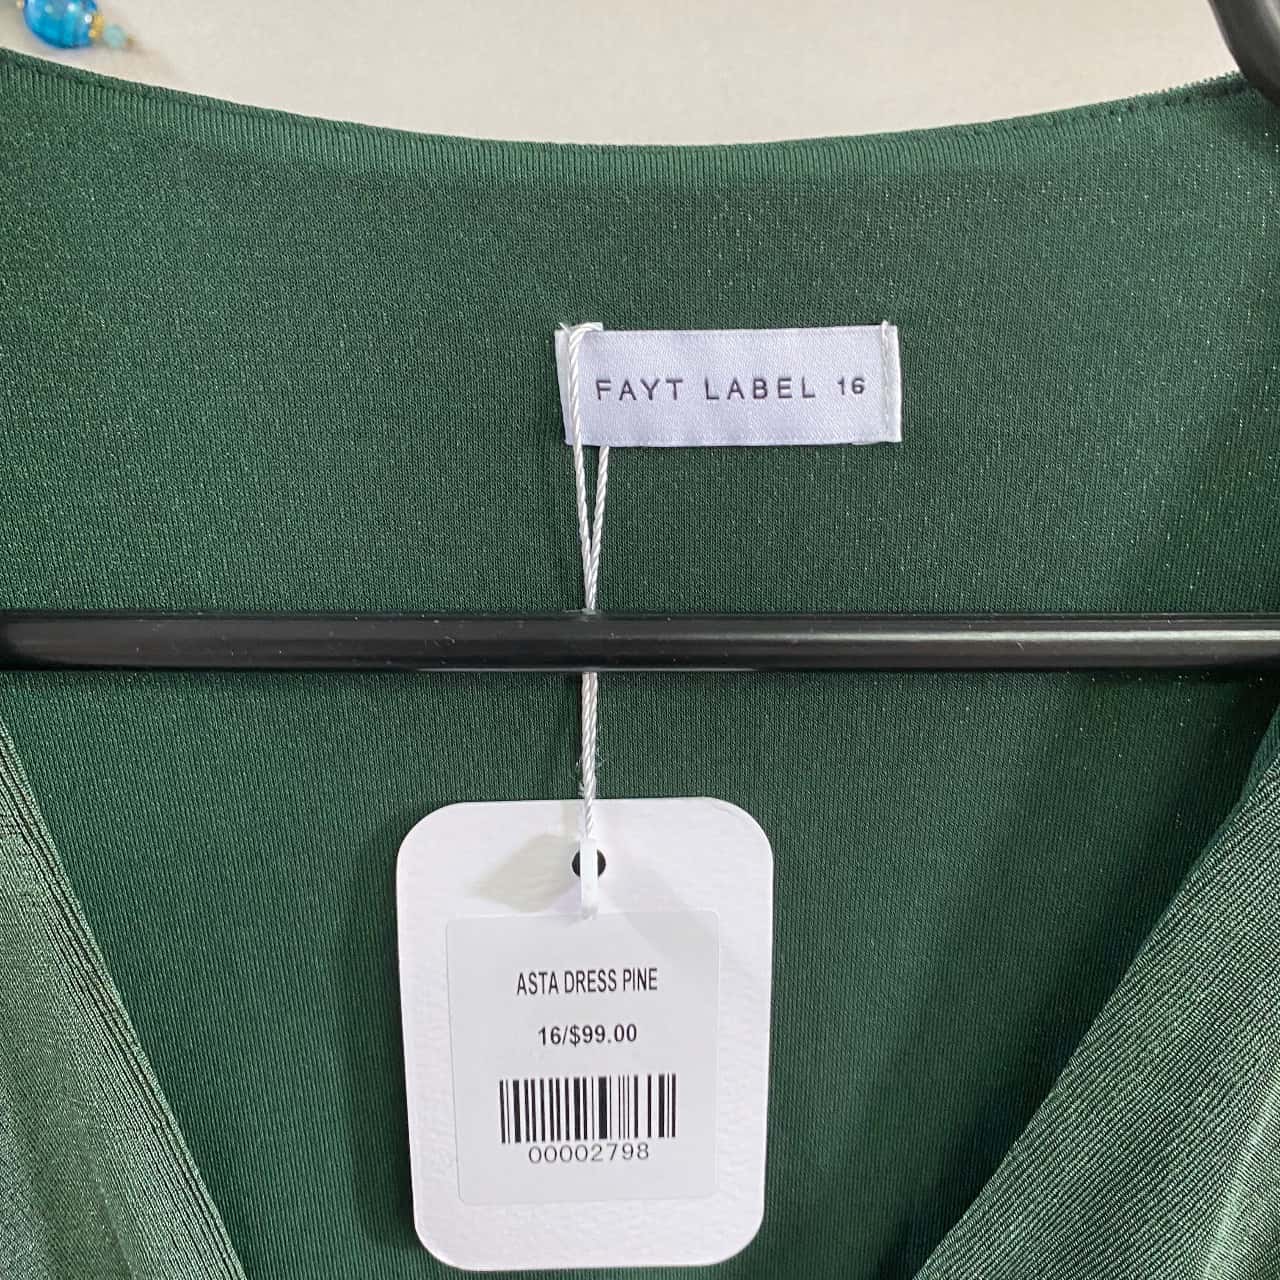 FAYT LABEL 16
ASTA DRESS PINE
16/$99.00
00002798